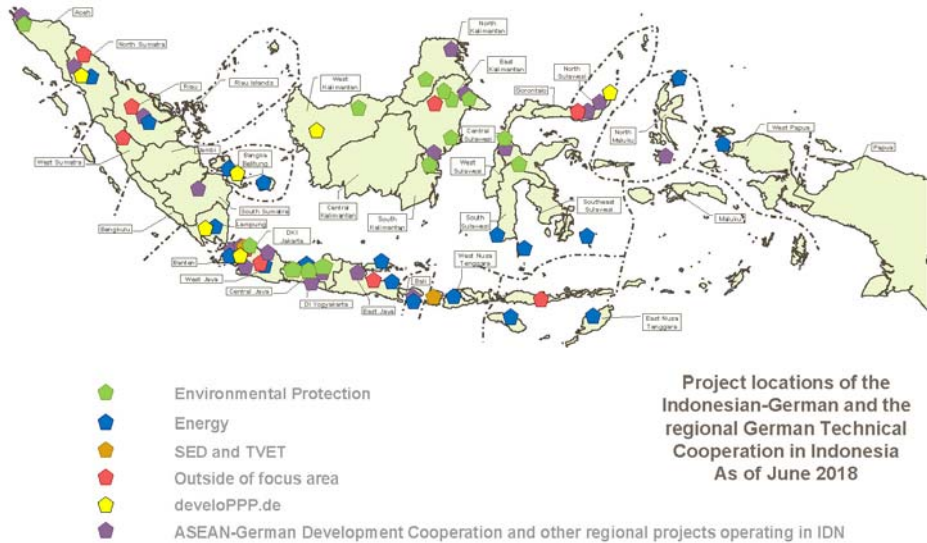 Aceh
North Sumatra
Riau
Riau Islands
West Kalimantan
North Kalimantan
East Kalimantan
North Sulawesi
Gorontalo
Central Sulawesi
West Sulawesi
North Maluku
West Papua
Papua
West Sumatra
Jambi
Bangka Belitung
South Sumatra
Bengkulu
Lampung
DKI Jakarta
Banten
West Java
Central Java
DI Yogyakarta
East Java
Bali
West Nusa Tenggara
Central Kalimantan
South Kalimantan
South Sulawesi
Southeast Sulawesi
Maluku
East Nusa Tenggara
Environmental Protection
Energy
SED and TVET
Outside of focus area
develoPPP.de
ASEAN-German Development Cooperation and other regional projects operating in IDN
Project locations of the
Indonesian-German and the
regional German Technical
Cooperation in Indonesia
As of June 2018